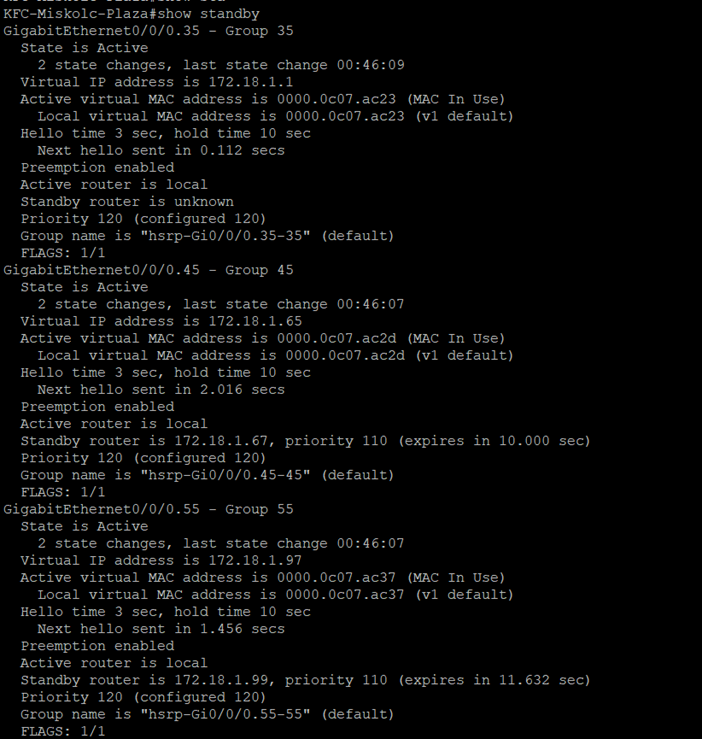 KFC-Miskolc-Plaza#show standby
GigabitEthernet0/0/0.35 - Group 35
  State is Active
    2 state changes, last state change 00:46:09
  Virtual IP address is 172.18.1.1
  Active virtual MAC address is 0000.0c07.ac23 (MAC In Use)
    Local virtual MAC address is 0000.0c07.ac23 (v1 default)
  Hello time 3 sec, hold time 10 sec
    Next hello sent in 0.112 secs
  Preemption enabled
  Active router is local
  Standby router is unknown
  Priority 120 (configured 120)
  Group name is "hsrp-Gi0/0/0.35-35" (default)
  FLAGS: 1/1
GigabitEthernet0/0/0.45 - Group 45
  State is Active
    2 state changes, last state change 00:46:07
  Virtual IP address is 172.18.1.65
  Active virtual MAC address is 0000.0c07.ac2d (MAC In Use)
    Local virtual MAC address is 0000.0c07.ac2d (v1 default)
  Hello time 3 sec, hold time 10 sec
    Next hello sent in 2.016 secs
  Preemption enabled
  Active router is local
  Standby router is 172.18.1.67, priority 110 (expires in 10.000 sec)
  Priority 120 (configured 120)
  Group name is "hsrp-Gi0/0/0.45-45" (default)
  FLAGS: 1/1
GigabitEthernet0/0/0.55 - Group 55
  State is Active
    2 state changes, last state change 00:46:07
  Virtual IP address is 172.18.1.97
  Active virtual MAC address is 0000.0c07.ac37 (MAC In Use)
    Local virtual MAC address is 0000.0c07.ac37 (v1 default)
  Hello time 3 sec, hold time 10 sec
    Next hello sent in 1.456 secs
  Preemption enabled
  Active router is local
  Standby router is 172.18.1.99, priority 110 (expires in 11.632 sec)
  Priority 120 (configured 120)
  Group name is "hsrp-Gi0/0/0.55-55" (default)
  FLAGS: 1/1